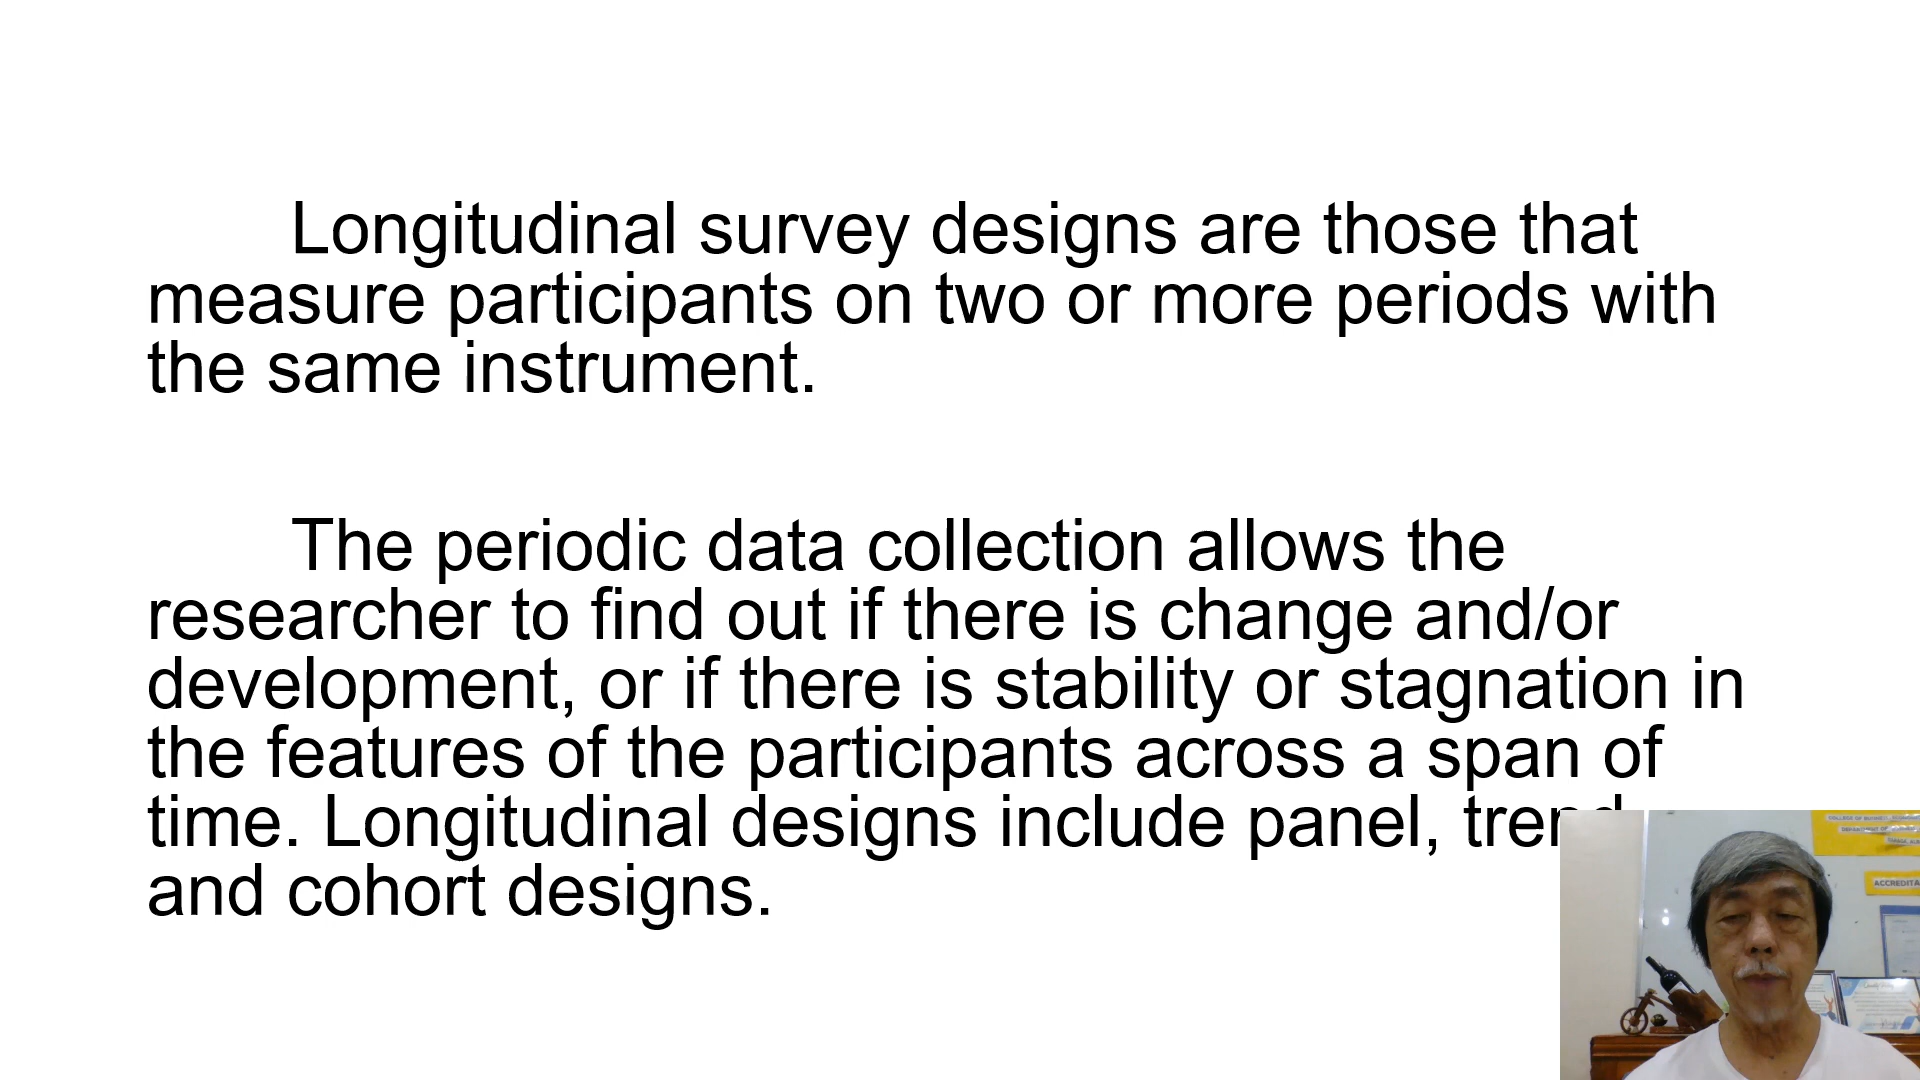 Longitudinal survey designs are those that
measure participants on two or more periods with
the same instrument.
The periodic data collection allows the
researcher to find out if there is change and/or
development, or if there is stability or stagnation in
the features of the participants across a span of
time. Longitudinal designs include panel, trend
and cohort designs.